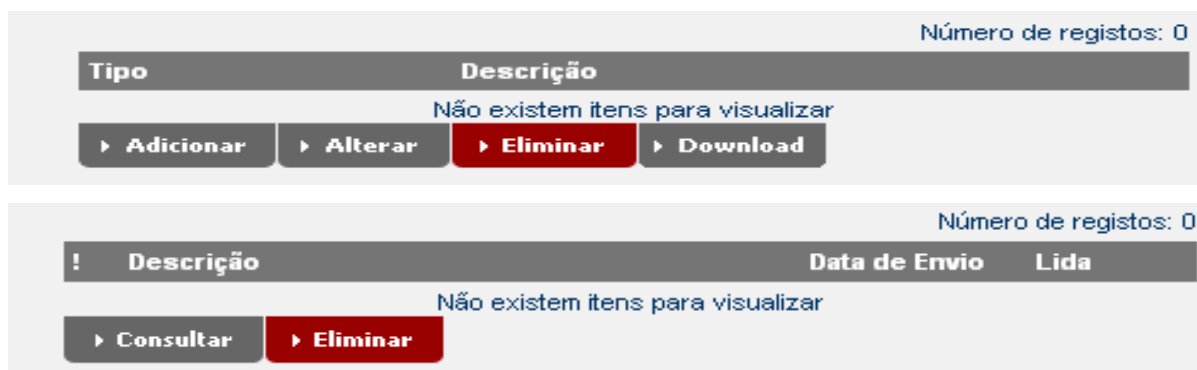 Número de registos: 0
Tipo Descrição
Não existem itens para visualizar
Adicionar Alterar Eliminar Download
Número de registos: 0
! Descrição Data de Envio Lida
Não existem itens para visualizar
Consultar Eliminar